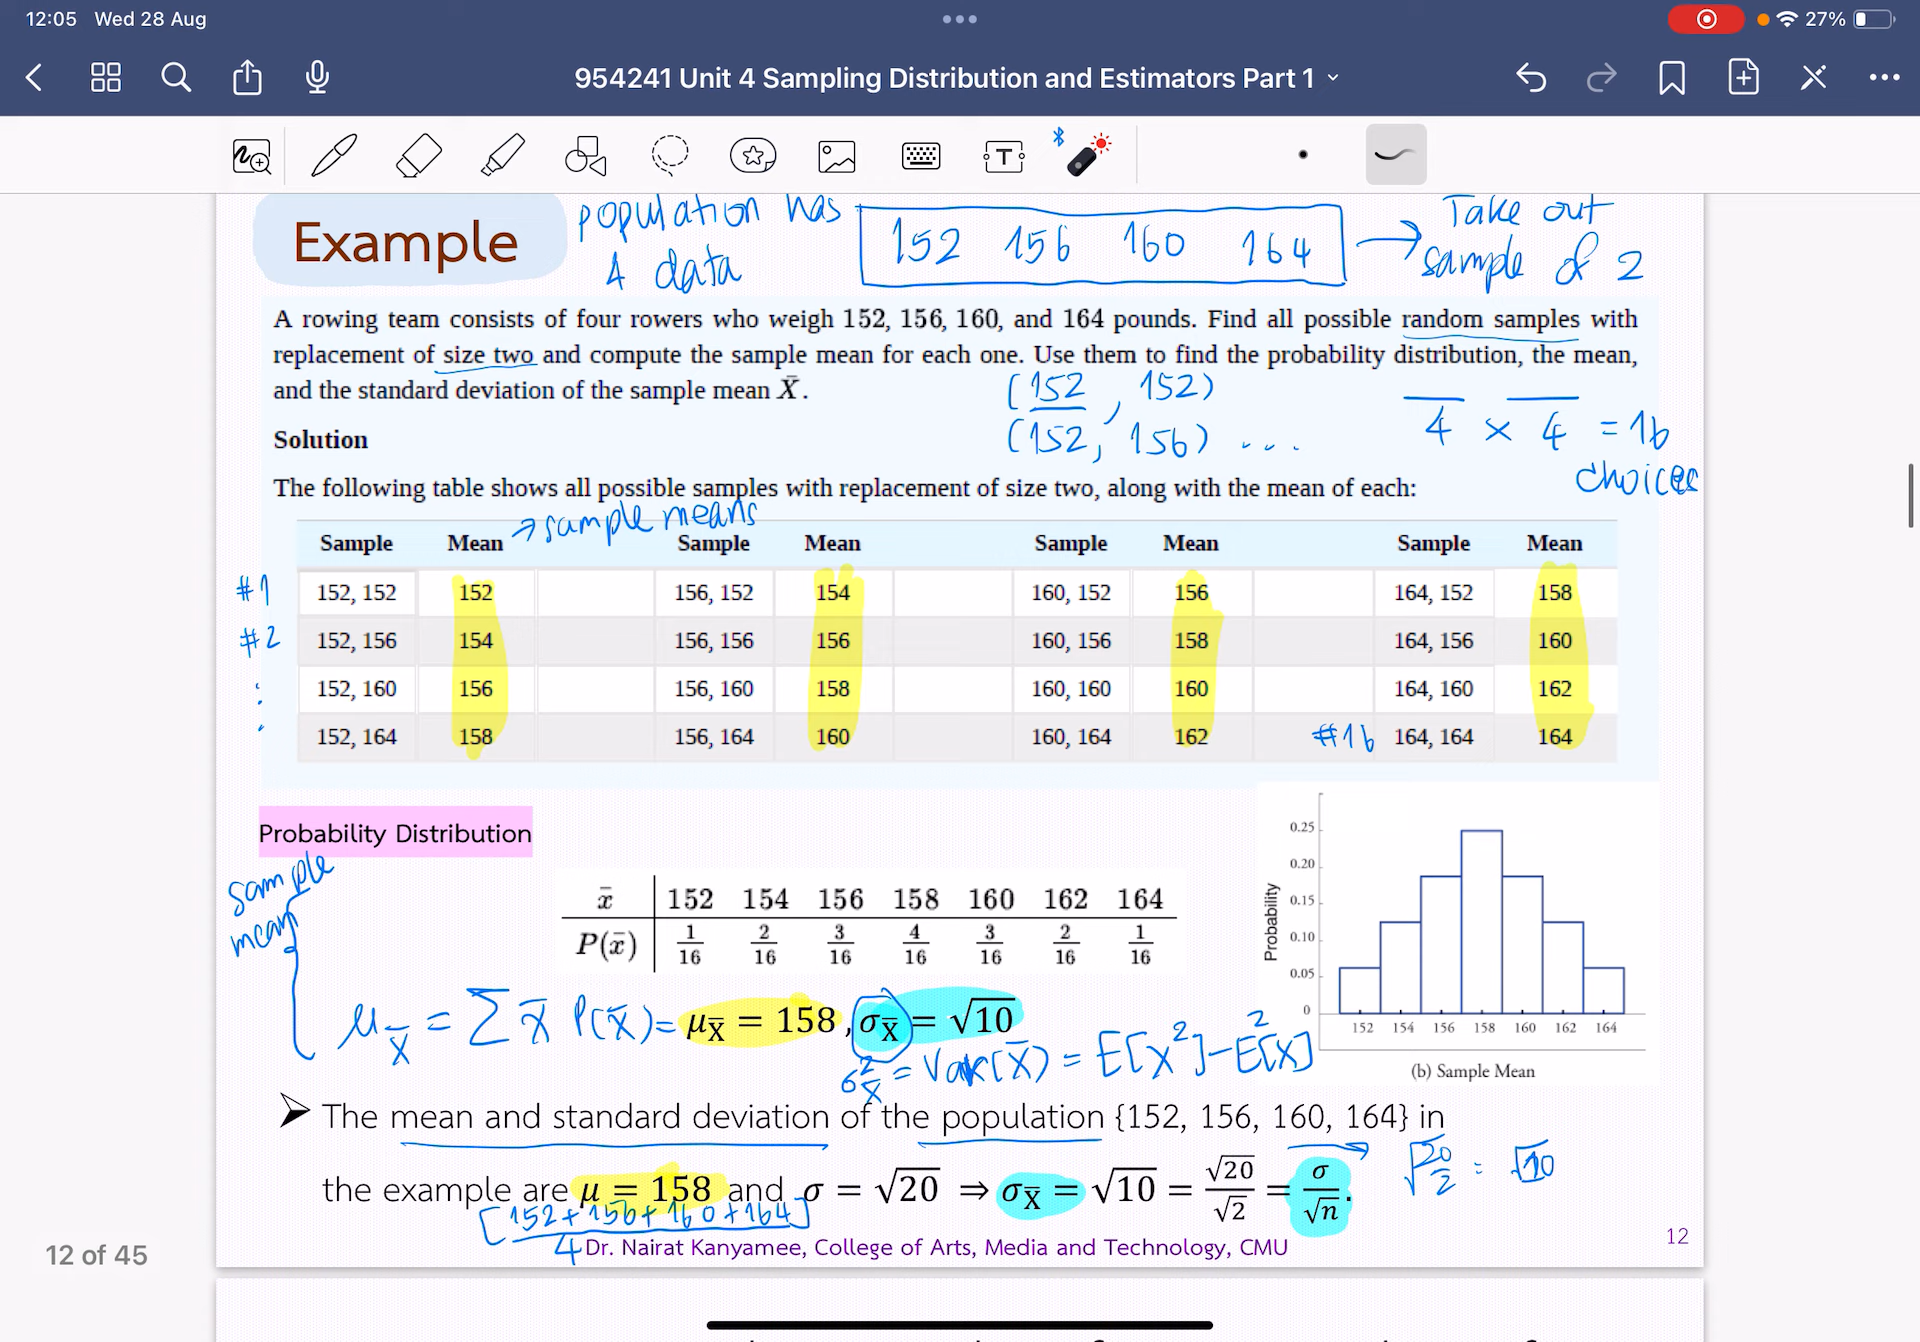 12:05 Wed 28 Aug
27%
954241 Unit 4 Sampling Distribution and Estimators Part 1
T
Example
population has
4 data
152 156 160 164
Take out
sample of 2
A rowing team consists of four rowers who weigh 152, 156, 160, and 164 pounds. Find all possible random samples with
replacement of size two and compute the sample mean for each one. Use them to find the probability distribution, the mean,
and the standard deviation of the sample mean X̄.
(152, 152)
(152, 156) ...
4 × 4 = 16
choices
Solution
The following table shows all possible samples with replacement of size two, along with the mean of each:
→ sample means
Sample Mean Sample Mean Sample Mean Sample Mean
#1 152, 152 152 156, 152 154 160, 152 156 164, 152 158
#2 152, 156 154 156, 156 156 160, 156 158 164, 156 160
152, 160 156 156, 160 158 160, 160 160 164, 160 162
152, 164 158 156, 164 160 160, 164 162 #16 164, 164 164
Probability Distribution
sample
mean
x̄ 152 154 156 158 160 162 164
P(x̄) 1/16 2/16 3/16 4/16 3/16 2/16 1/16
μX̄ = Σ X̄ P(X̄) = μX̄ = 158, σX̄ = √10
σ²X̄ = Var(X̄) = E[X²] - E[X]²
Probability
0.25
0.20
0.15
0.10
0.05
0
152 154 156 158 160 162 164
(b) Sample Mean
➢ The mean and standard deviation of the population {152, 156, 160, 164} in
the example are μ = 158 and σ = √20 ⇒ σX̄ = √10 = √20/√2 = σ/√n.
√20/2 = √10
[152+156+160+164]
4
Dr. Nairat Kanyamee, College of Arts, Media and Technology, CMU
12
12 of 45